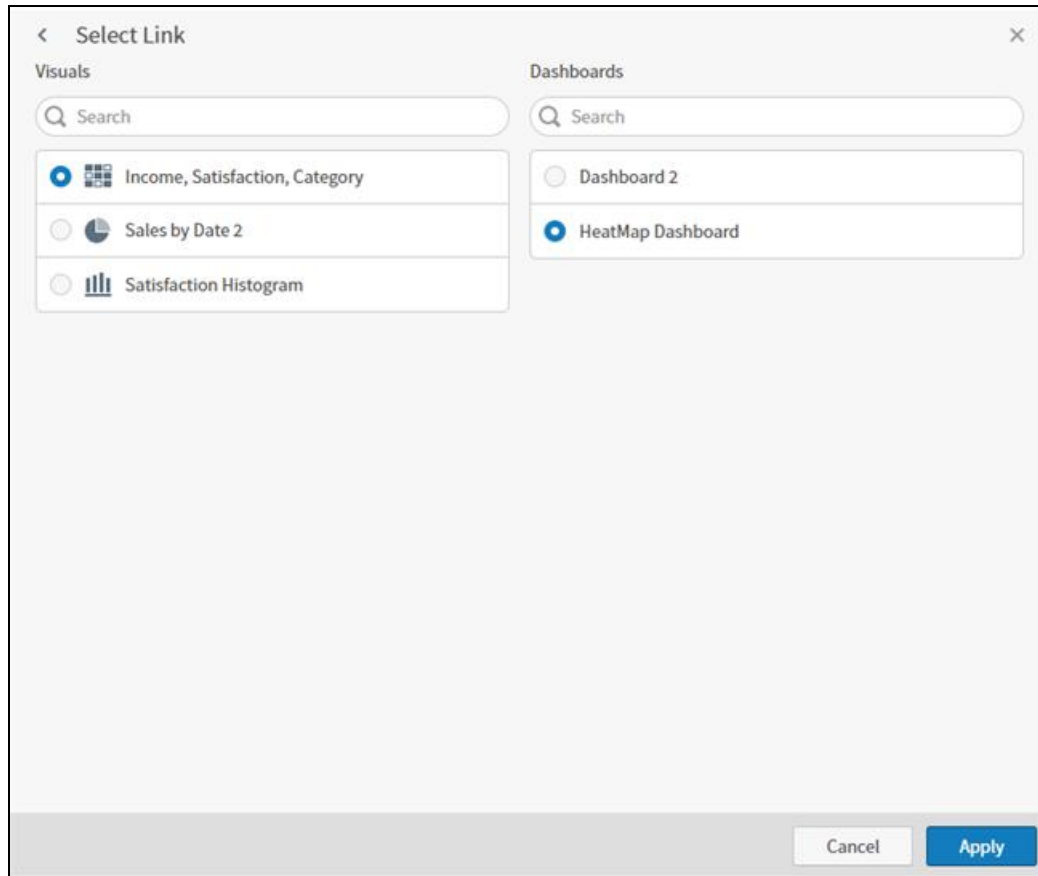 Select Link
Visuals
Search
Income, Satisfaction, Category
Sales by Date 2
Satisfaction Histogram
Dashboards
Search
Dashboard 2
HeatMap Dashboard
Cancel
Apply